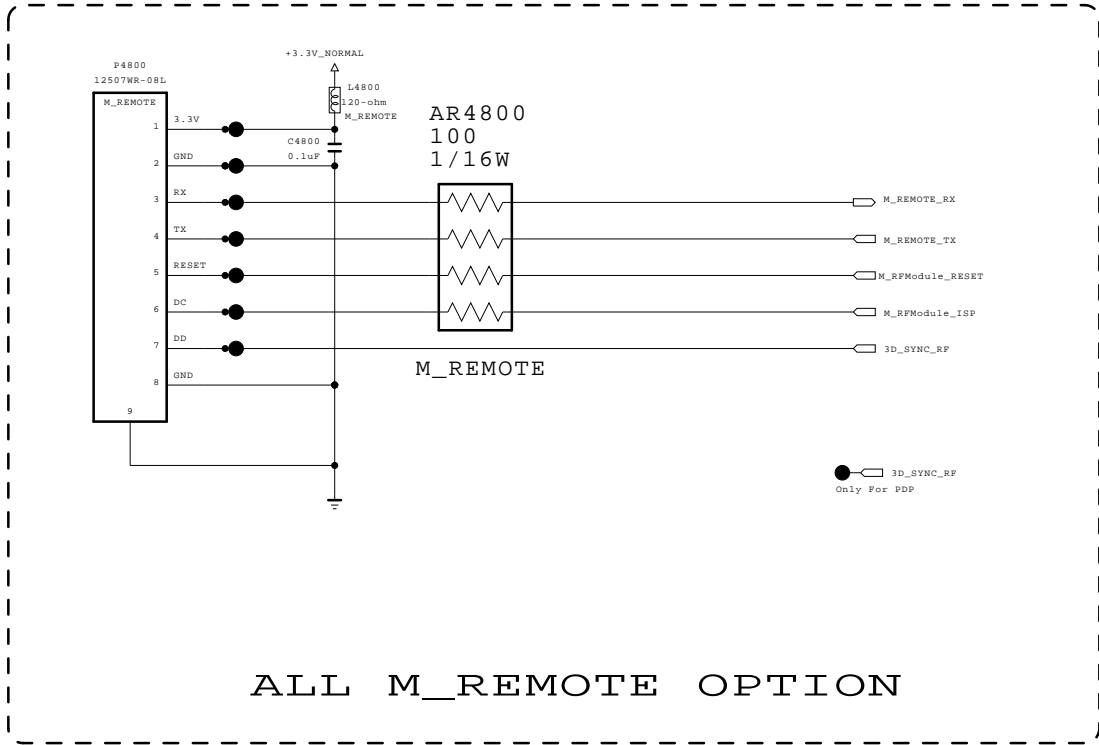 +3.3V_NORMAL
P4800
12507WR-08L
M_REMOTE
L4800
120-ohm
M_REMOTE
C4800
0.1uF
AR4800
100
1/16W
1 3.3V
2 GND
3 RX
4 TX
5 RESET
6 DC
7 DD
8 GND
9
M_REMOTE
M_REMOTE_RX
M_REMOTE_TX
M_RFModule_RESET
M_RFModule_ISP
3D_SYNC_RF
3D_SYNC_RF
Only For PDP
ALL M_REMOTE OPTION